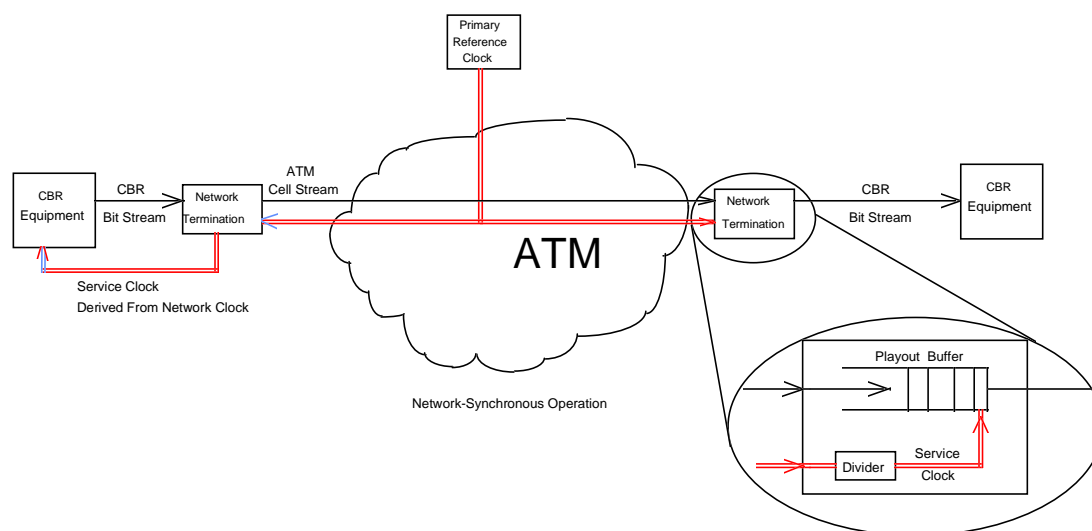 Primary
Reference
Clock
ATM
Cell Stream
CBR
Equipment
CBR
Bit Stream
Network
Termination
Network
Termination
CBR
Bit Stream
CBR
Equipment
ATM
Service Clock
Derived From Network Clock
Network-Synchronous Operation
Playout Buffer
Divider
Service
Clock